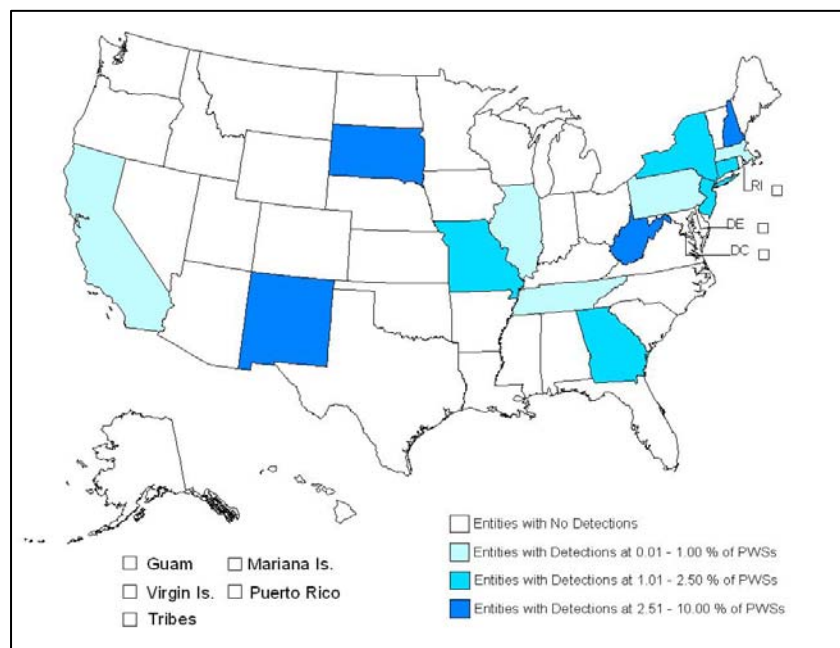 RI
DE
DC
Entities with No Detections
Entities with Detections at 0.01 - 1.00 % of PWSs
Entities with Detections at 1.01 - 2.50 % of PWSs
Entities with Detections at 2.51 - 10.00 % of PWSs
Guam Mariana Is.
Virgin Is. Puerto Rico
Tribes